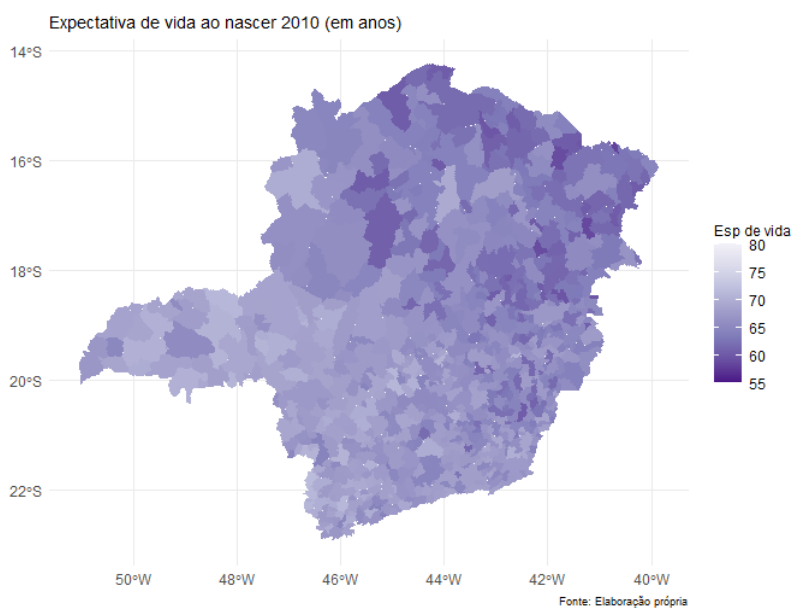 Expectativa de vida ao nascer 2010 (em anos)
14°S
16°S
18°S
20°S
22°S
50°W
48°W
46°W
44°W
42°W
40°W
Esp de vida
80
75
70
65
60
55
Fonte: Elaboração própria